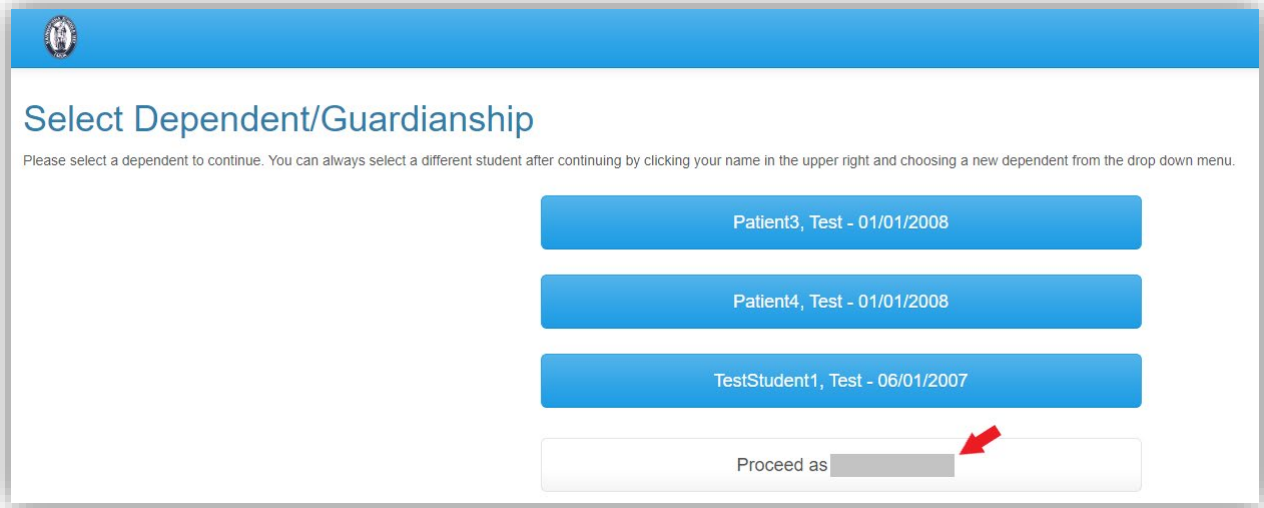 Select Dependent/Guardianship
Please select a dependent to continue. You can always select a different student after continuing by clicking your name in the upper right and choosing a new dependent from the drop down menu.
Patient3, Test - 01/01/2008
Patient4, Test - 01/01/2008
TestStudent1, Test - 06/01/2007
Proceed as